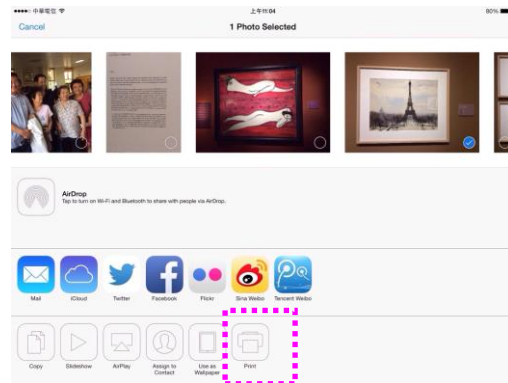 中華電信 上午11:04 90%
Cancel 1 Photo Selected
AirDrop
Tap to turn on Wi-Fi and Bluetooth to share with people via AirDrop.
Mail iCloud Twitter Facebook Flickr Sina Weibo Tencent Weibo
Copy Slideshow AirPlay Assign to Contact Use as Wallpaper Print